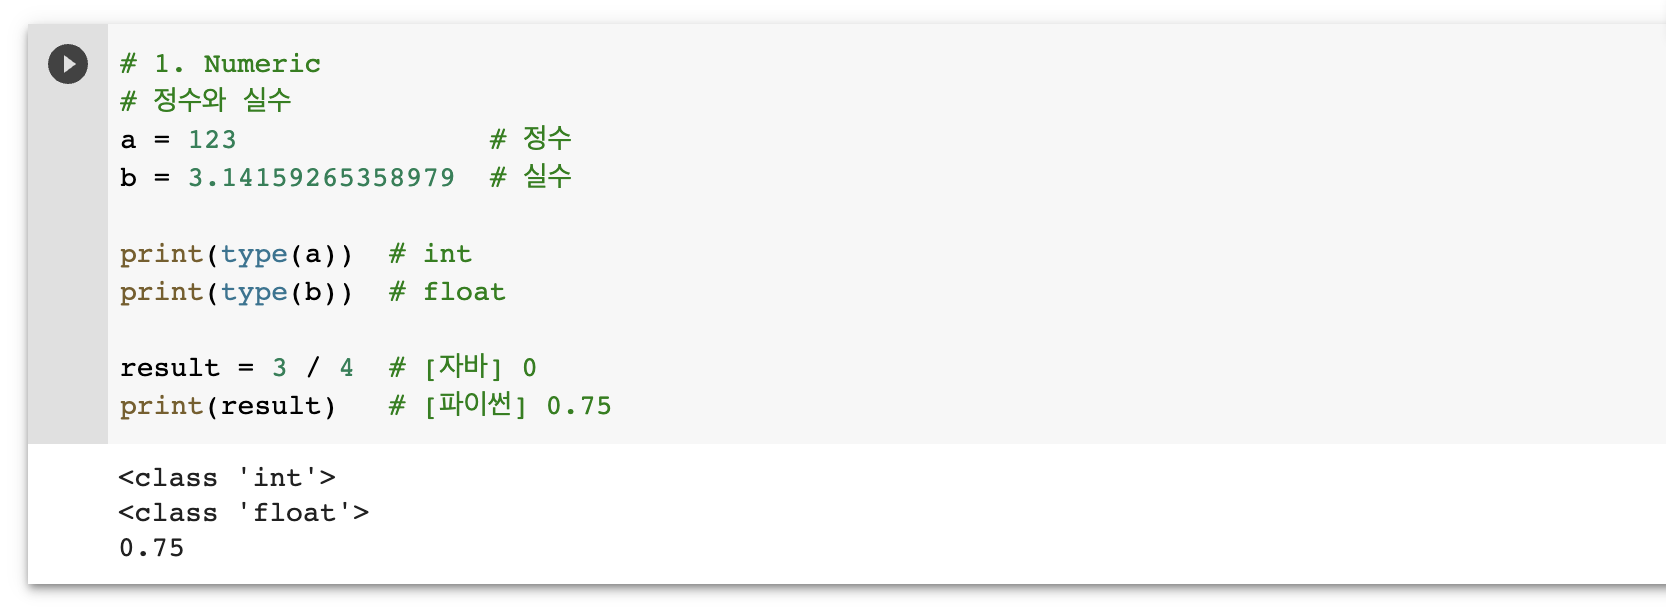 # 1. Numeric
# 정수와 실수
a = 123               # 정수
b = 3.14159265358979  # 실수
print(type(a))  # int
print(type(b))  # float
result = 3 / 4  # [자바] 0
print(result)   # [파이썬] 0.75
<class 'int'>
<class 'float'>
0.75